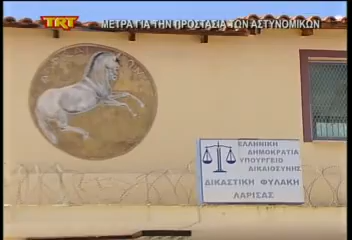 TRT
ΜΕΤΡΑ ΓΙΑ ΤΗΝ ΠΡΟΣΤΑΣΙΑ ΤΩΝ ΑΣΤΥΝΟΜΙΚΩΝ
ΕΛΛΗΝΙΚΗ
ΔΗΜΟΚΡΑΤΙΑ
ΥΠΟΥΡΓΕΙΟ
ΔΙΚΑΙΟΣΥΝΗΣ
ΔΙΚΑΣΤΙΚΗ ΦΥΛΑΚΗ
ΛΑΡΙΣΑΣ